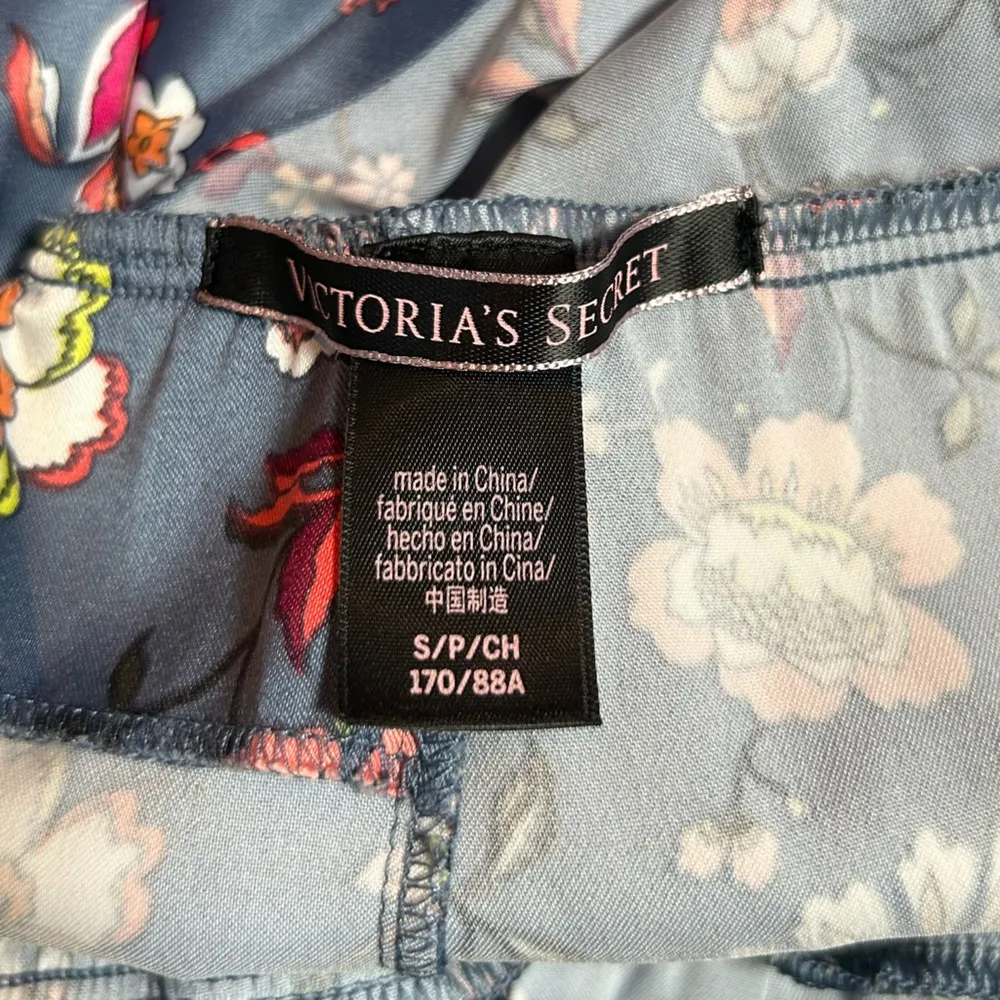 VICTORIA'S SECRET
made in China/
fabriqué en Chine/
hecho en China/
fabbricato in Cina/
中国制造
S/P/CH
170/88A